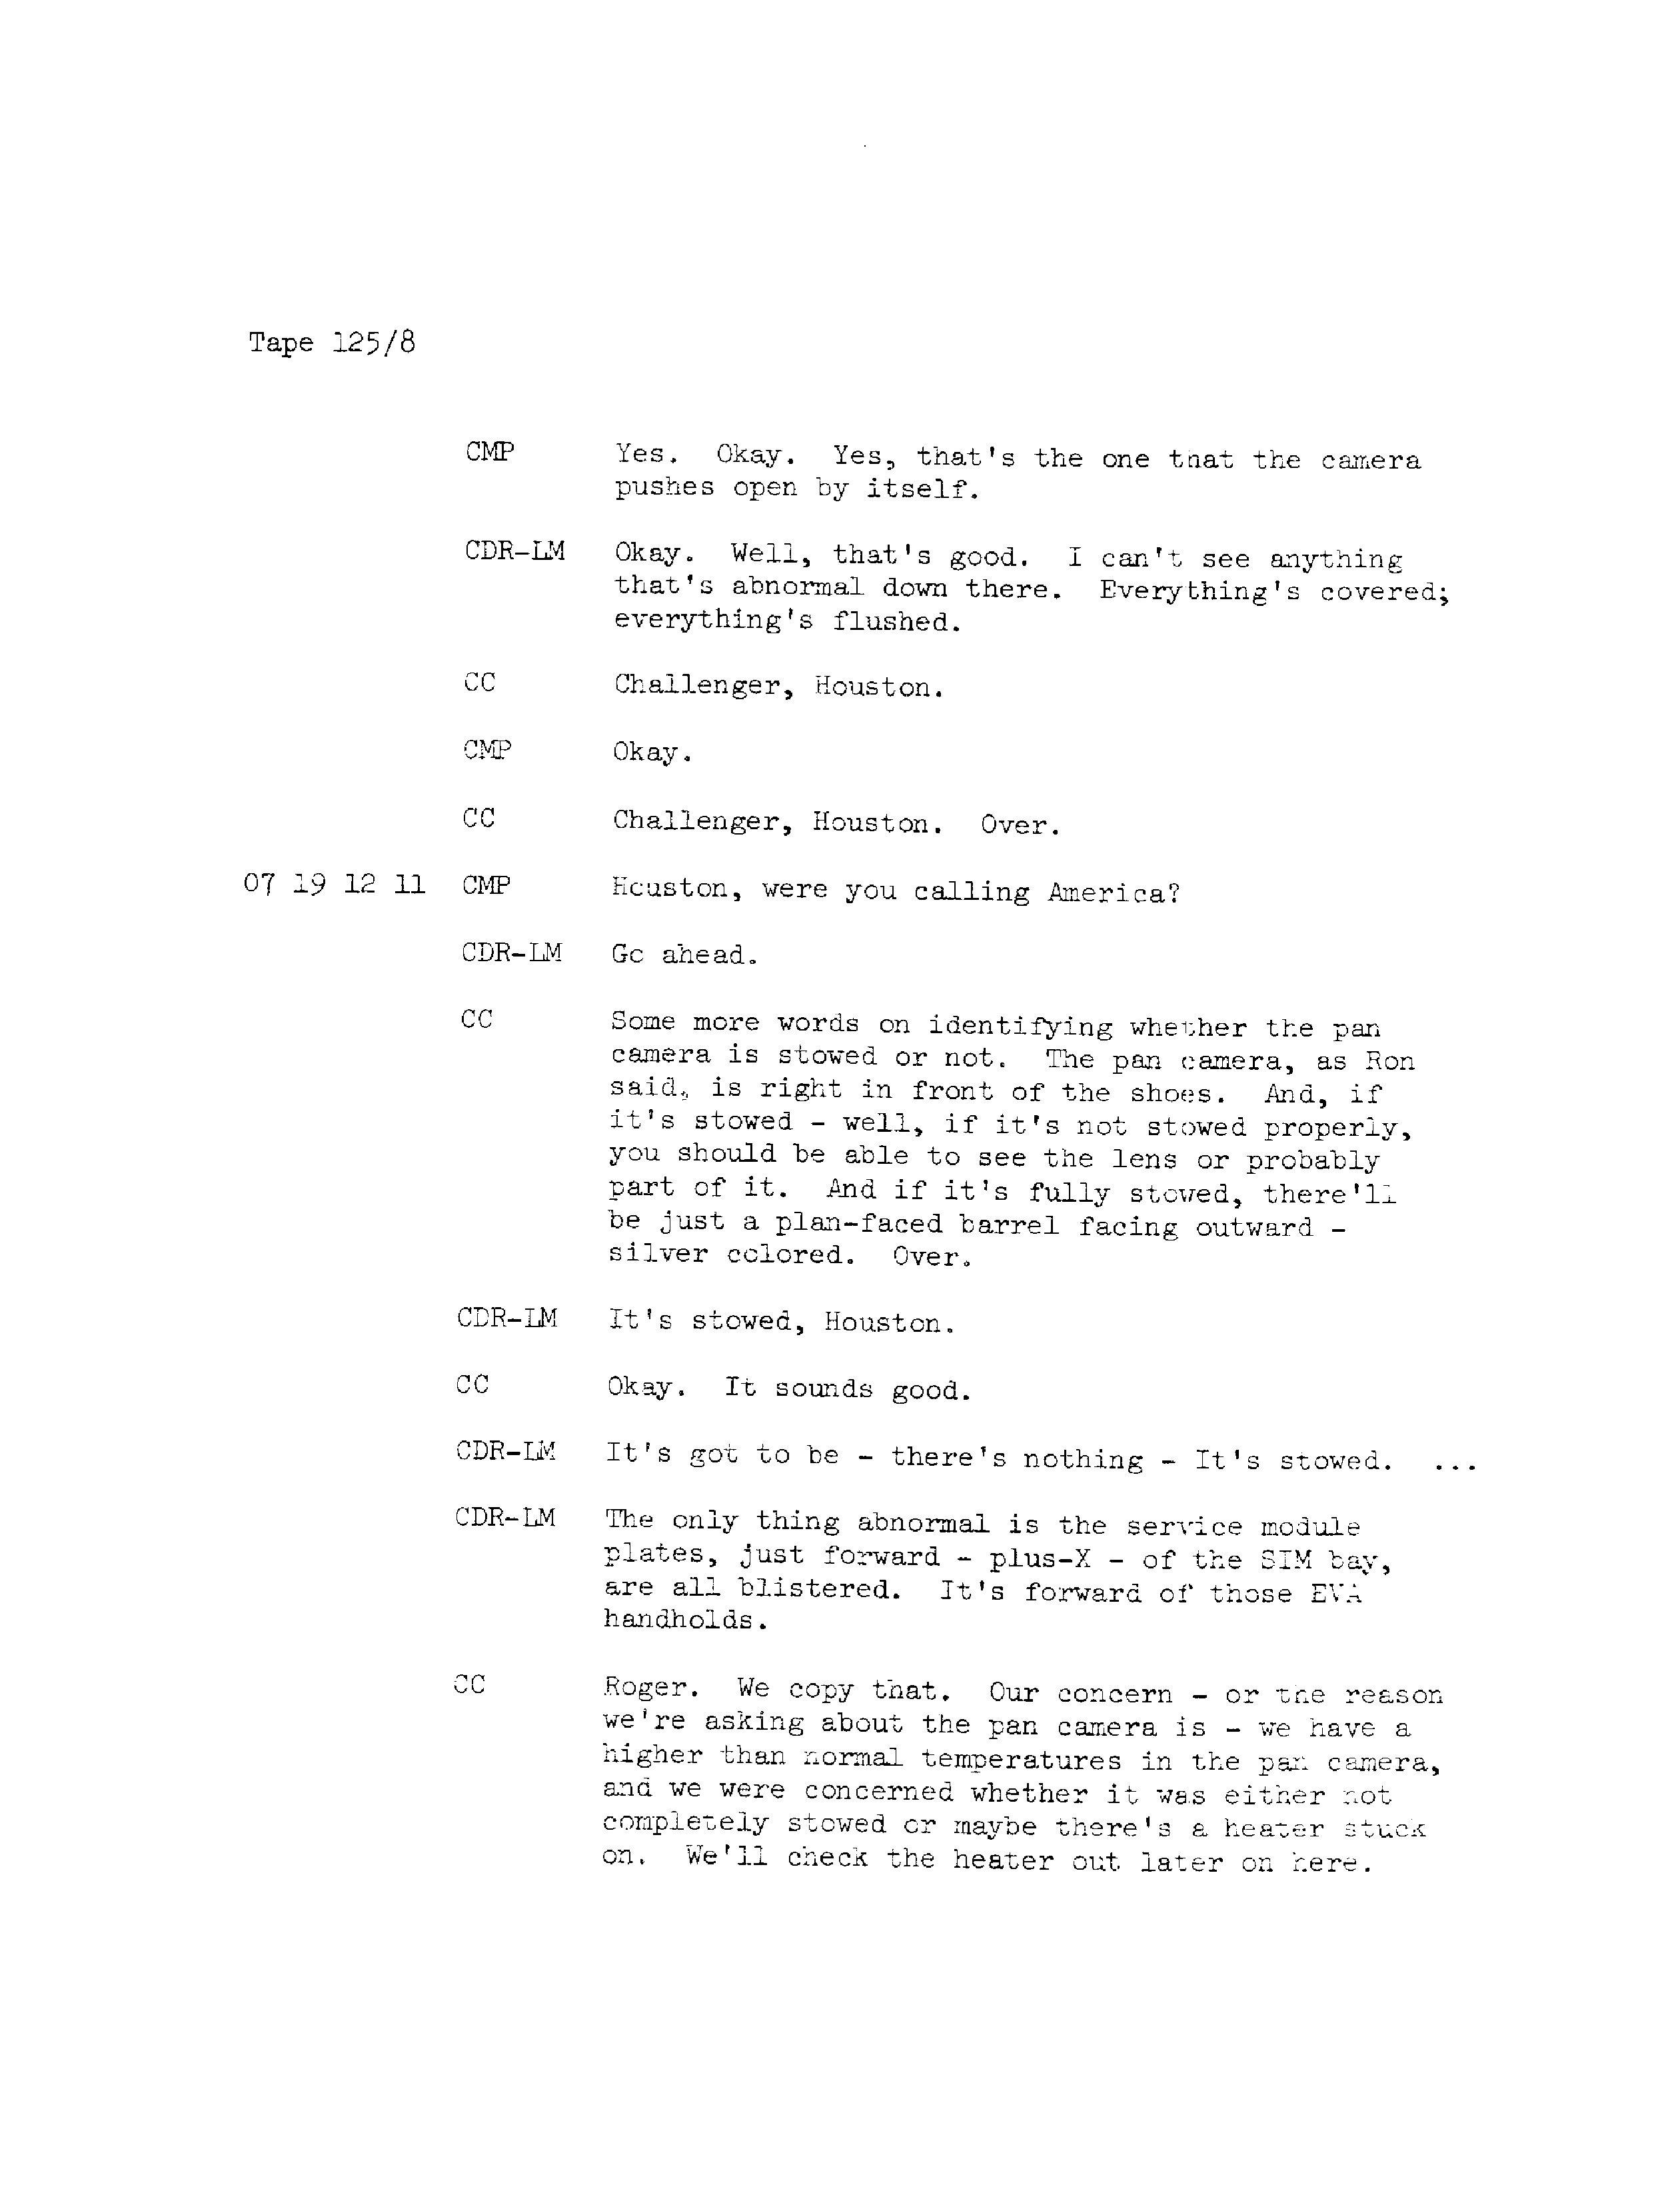 Tape 125/8
CMP Yes. Okay. Yes, that's the one that the camera
pushes open by itself.
CDR-LM Okay. Well, that's good. I can't see anything
that's abnormal down there. Everything's covered;
everything's flushed.
CC Challenger, Houston.
CMP Okay.
CC Challenger, Houston. Over.
07 19 12 11 CMP Houston, were you calling America?
CDR-LM Go ahead.
CC Some more words on identifying whether the pan
camera is stowed or not. The pan camera, as Ron
said, is right in front of the shoes. And, if
it's stowed - well, if it's not stowed properly,
you should be able to see the lens or probably
part of it. And if it's fully stowed, there'll
be just a plan-faced barrel facing outward -
silver colored. Over.
CDR-LM It's stowed, Houston.
CC Okay. It sounds good.
CDR-LM It's got to be - there's nothing - It's stowed. ...
CDR-LM The only thing abnormal is the service module
plates, just forward - plus-X - of the SIM bay,
are all blistered. It's forward of those EVA
handholds.
CC Roger. We copy that. Our concern - or the reason
we're asking about the pan camera is - we have a
higher than normal temperatures in the pan camera,
and we were concerned whether it was either not
completely stowed or maybe there's a heater stuck
on. We'll check the heater out later on here.